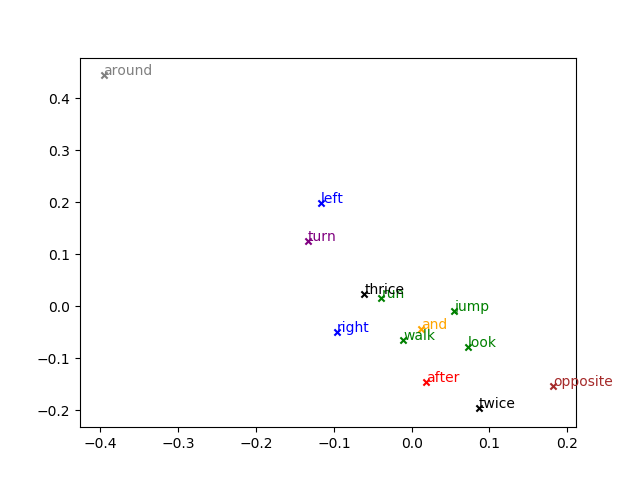 around
0.4
0.3
left
0.2
turn
0.1
thrice
run
0.0
jump
and
right
walk
look
−0.1
after
opposite
twice
−0.2
−0.4 −0.3 −0.2 −0.1 0.0 0.1 0.2